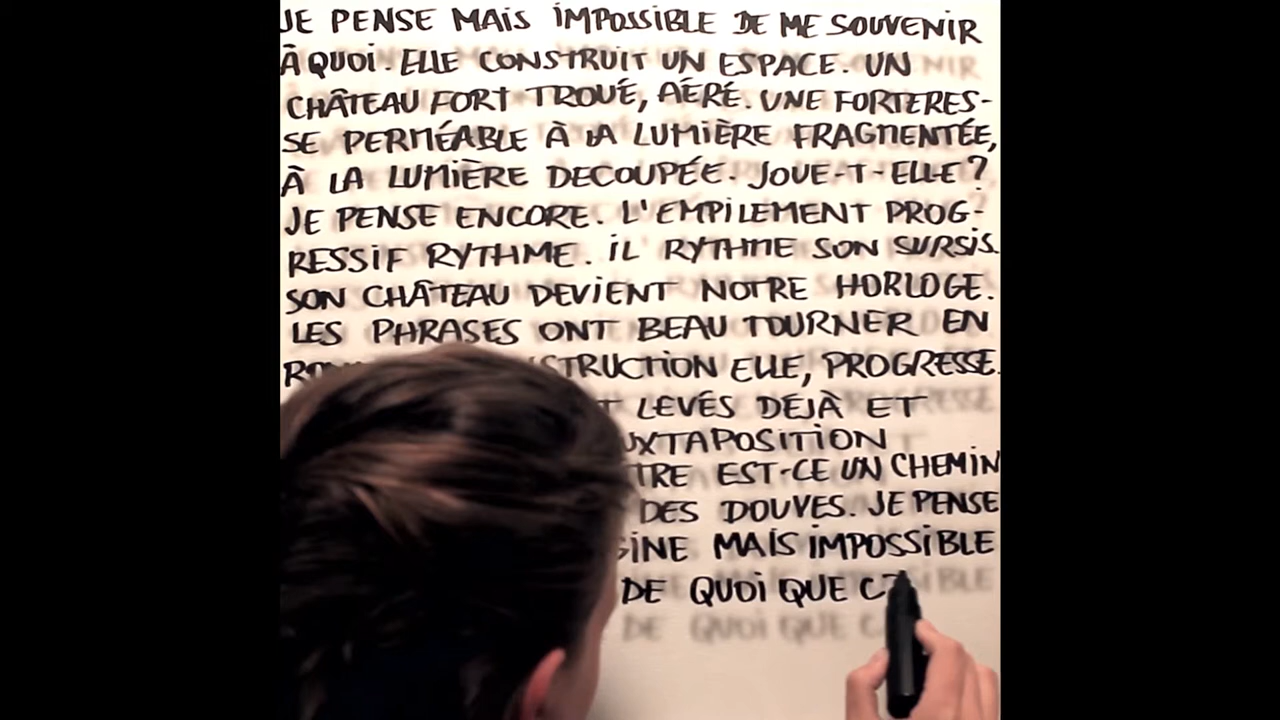 JE PENSE MAIS IMPOSSIBLE DE ME SOUVENIR
À QUOI. ELLE CONSTRUIT UN ESPACE. UN
CHÂTEAU FORT TROUÉ, AÉRÉ. UNE FORTERES-
SE PERMÉABLE À LA LUMIÈRE FRAGMENTÉE,
À LA LUMIÈRE DECOUPÉE. JOUE-T-ELLE?
JE PENSE ENCORE. L'EMPILEMENT PROG-
RESSIF RYTHME. IL RYTHME SON SURSIS.
SON CHÂTEAU DEVIENT NOTRE HORLOGE.
LES PHRASES ONT BEAU TOURNER EN
STRUCTION ELLE, PROGRESSE.
T LEVÉS DÉJÀ ET
UXTAPOSITION
TRE EST-CE UN CHEMIN
DES DOUVES. JE PENSE
GINE MAIS IMPOSSIBLE
DE QUOI QUE C